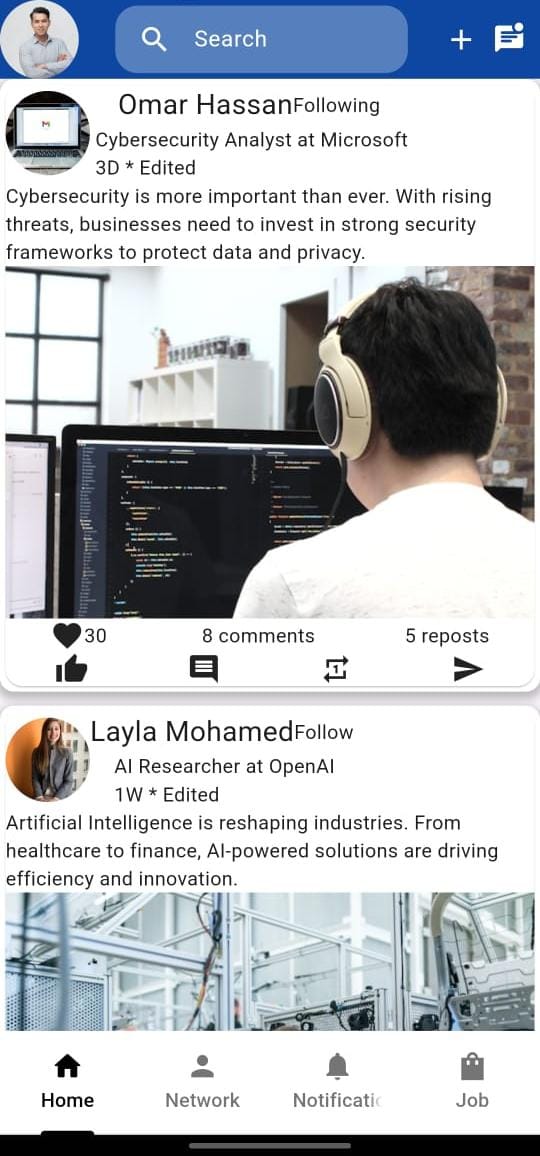 Search
Omar HassanFollowing
Cybersecurity Analyst at Microsoft
3D * Edited
Cybersecurity is more important than ever. With rising
threats, businesses need to invest in strong security
frameworks to protect data and privacy.
30 8 comments 5 reposts
1
Layla MohamedFollow
AI Researcher at OpenAI
1W * Edited
Artificial Intelligence is reshaping industries. From
healthcare to finance, AI-powered solutions are driving
efficiency and innovation.
Home Network Notificatic Job